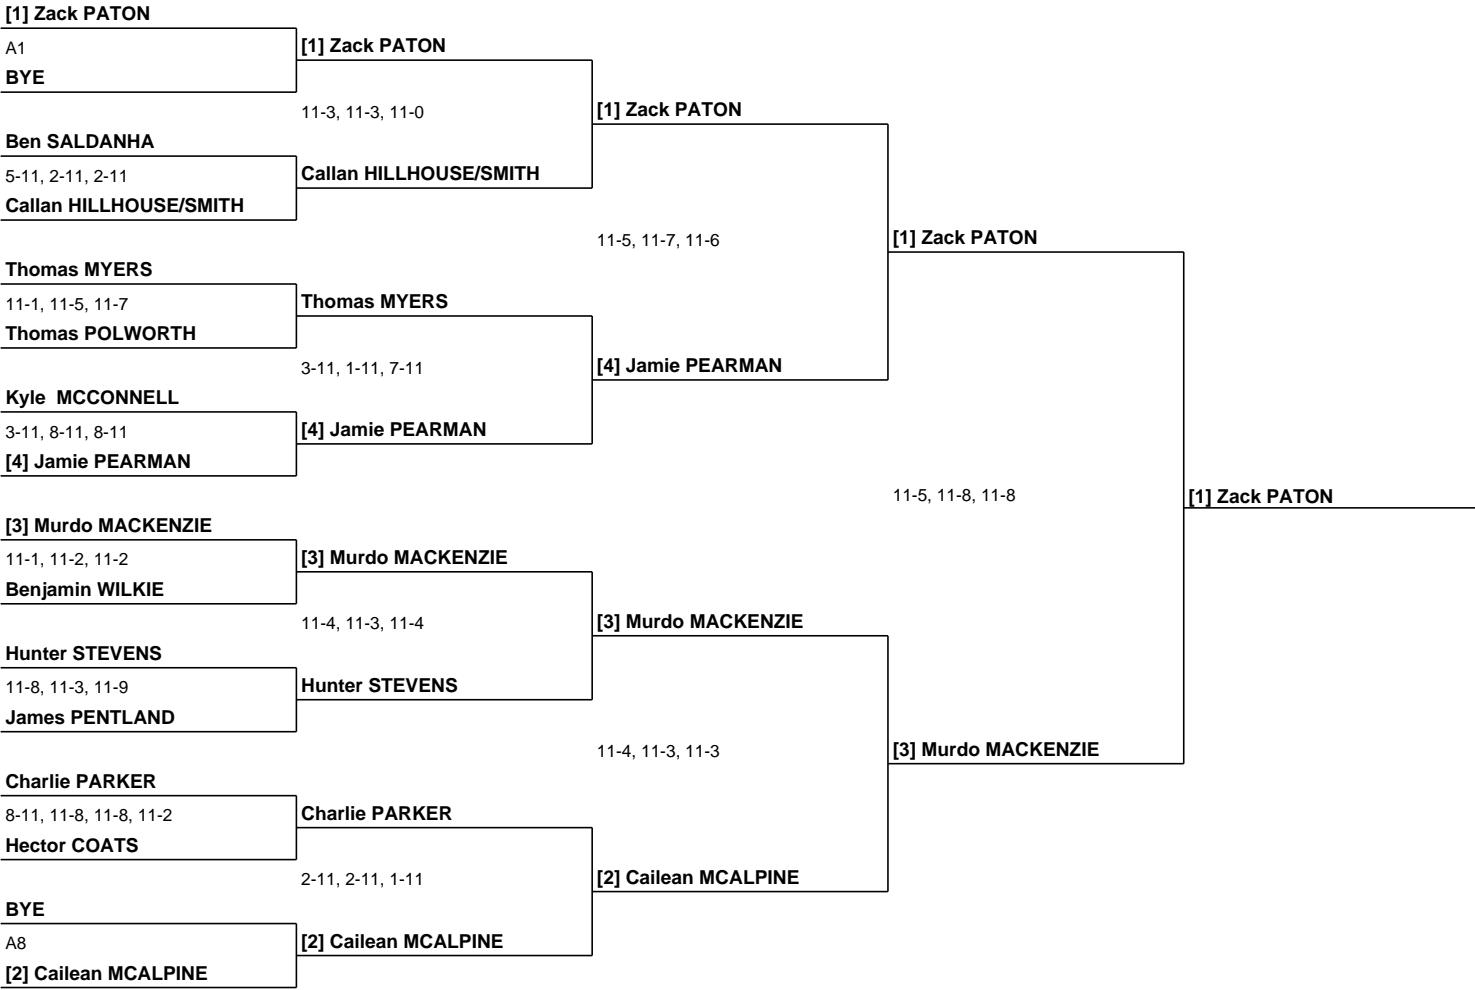 [1] Zack PATON
A1
BYE
Ben SALDANHA
5-11, 2-11, 2-11
Callan HILLHOUSE/SMITH
Thomas MYERS
11-1, 11-5, 11-7
Thomas POLWORTH
Kyle  MCCONNELL
3-11, 8-11, 8-11
[4] Jamie PEARMAN
[3] Murdo MACKENZIE
11-1, 11-2, 11-2
Benjamin WILKIE
Hunter STEVENS
11-8, 11-3, 11-9
James PENTLAND
Charlie PARKER
8-11, 11-8, 11-8, 11-2
Hector COATS
BYE
A8
[2] Cailean MCALPINE
[1] Zack PATON
11-3, 11-3, 11-0
Callan HILLHOUSE/SMITH
Thomas MYERS
3-11, 1-11, 7-11
[4] Jamie PEARMAN
[3] Murdo MACKENZIE
11-4, 11-3, 11-4
Hunter STEVENS
Charlie PARKER
2-11, 2-11, 1-11
[2] Cailean MCALPINE
[1] Zack PATON
11-5, 11-7, 11-6
[4] Jamie PEARMAN
[3] Murdo MACKENZIE
11-4, 11-3, 11-3
[2] Cailean MCALPINE
[1] Zack PATON
11-5, 11-8, 11-8
[3] Murdo MACKENZIE
[1] Zack PATON